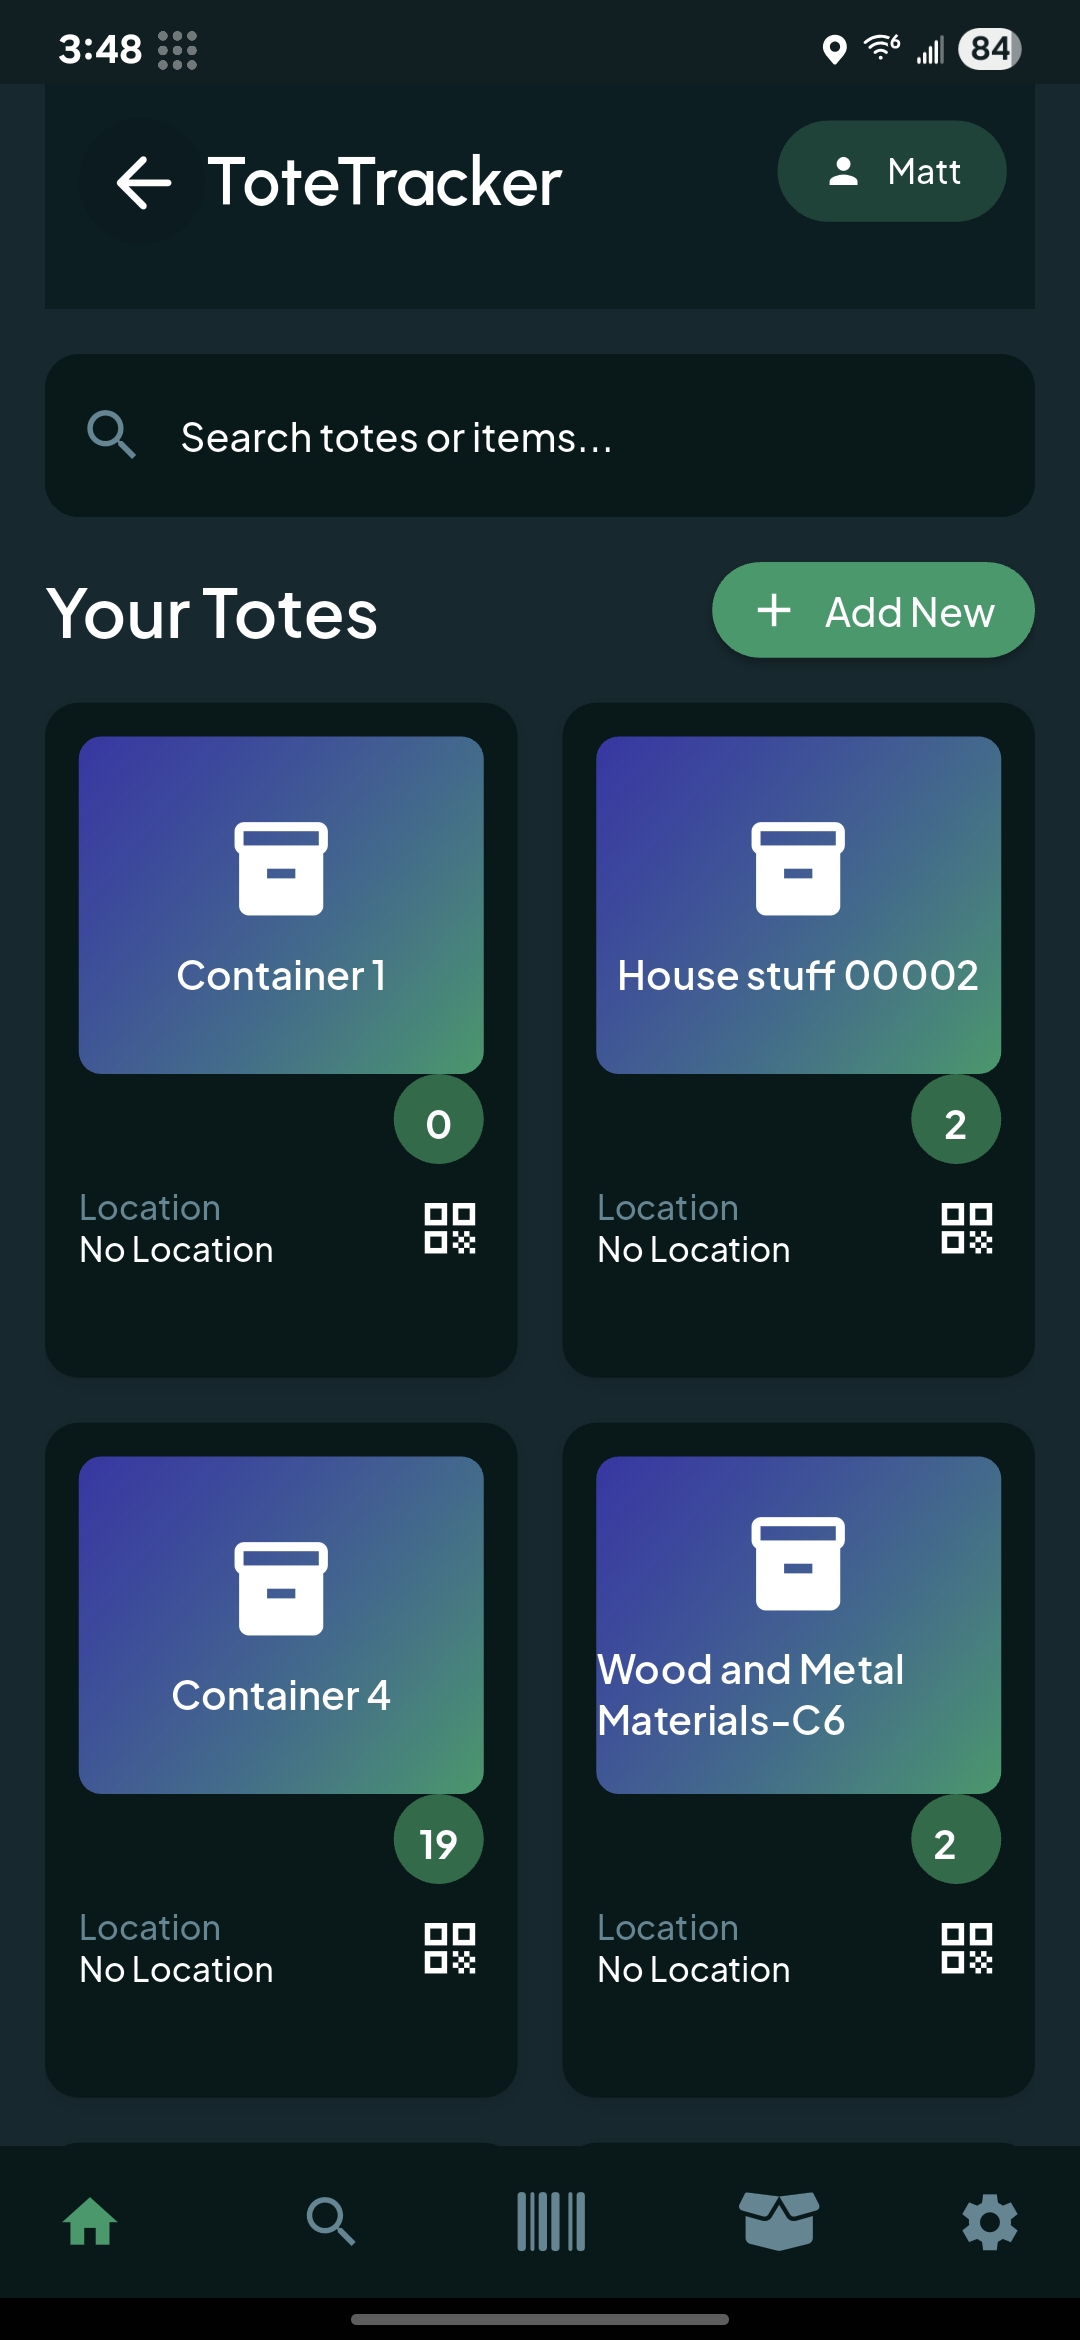 3:48
6
84
ToteTracker
Matt
Search totes or items...
Your Totes
Add New
Container 1
House stuff 00002
0
2
Location
No Location
Location
No Location
Container 4
Wood and Metal
Materials-C6
19
2
Location
No Location
Location
No Location